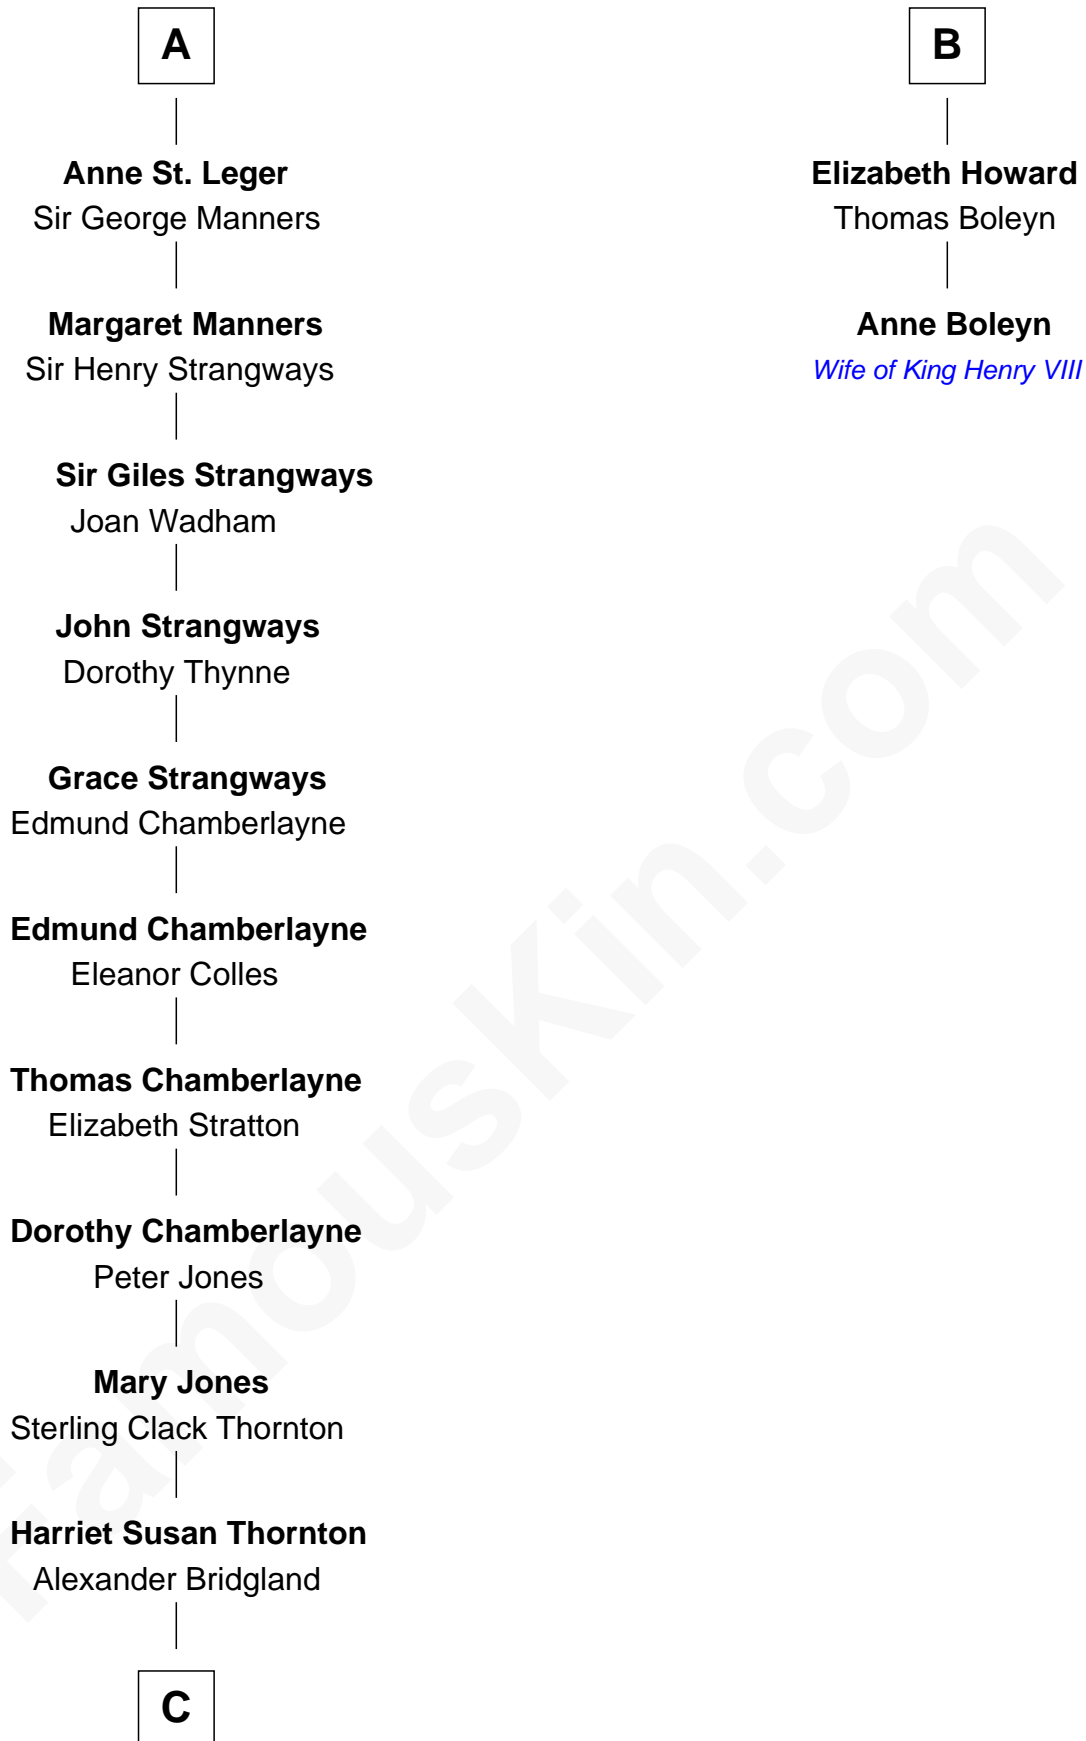 A
Anne St. Leger
Sir George Manners
Margaret Manners
Sir Henry Strangways
Sir Giles Strangways
Joan Wadham
John Strangways
Dorothy Thynne
Grace Strangways
Edmund Chamberlayne
Edmund Chamberlayne
Eleanor Colles
Thomas Chamberlayne
Elizabeth Stratton
Dorothy Chamberlayne
Peter Jones
Mary Jones
Sterling Clack Thornton
Harriet Susan Thornton
Alexander Bridgland
C
B
Elizabeth Howard
Thomas Boleyn
Anne Boleyn
Wife of King Henry VIII
FamousKin.com